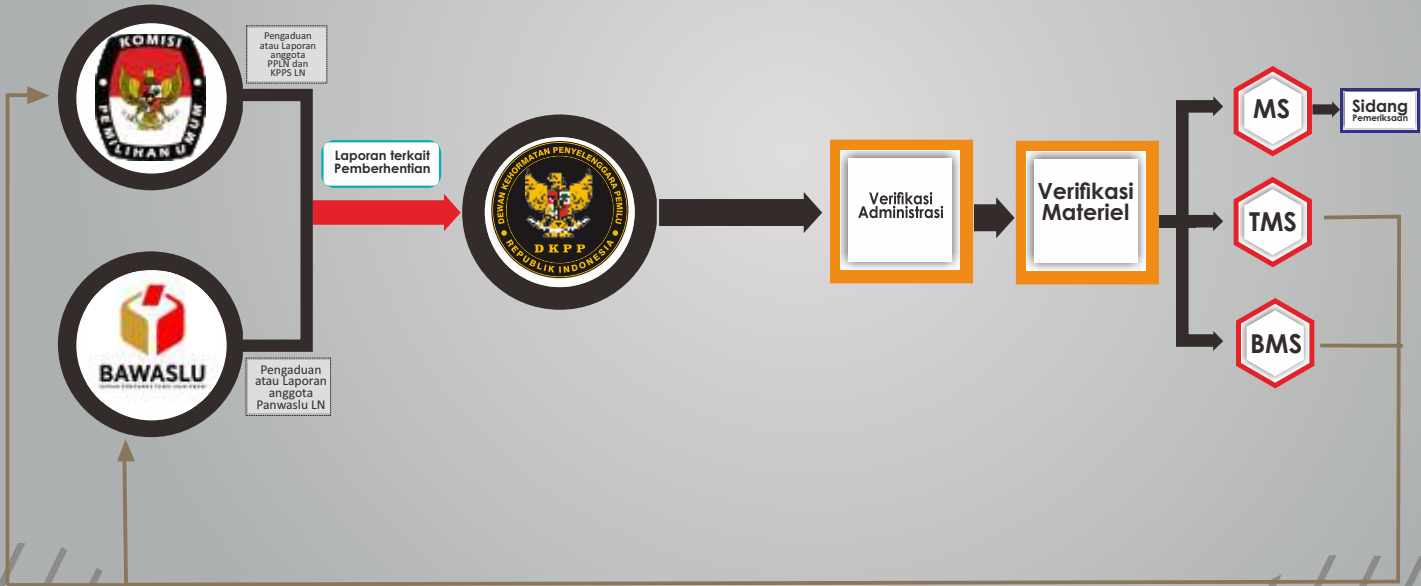 KOMISI
PEMILIHAN UMUM
Pengaduan
atau Laporan
anggota
PPLN dan
KPPS LN
Laporan terkait
Pemberhentian
DEWAN KEHORMATAN PENYELENGGARA PEMILU
DKPP
REPUBLIK INDONESIA
Verifikasi
Administrasi
Verifikasi
Materiel
MS
Sidang
Pemeriksaan
TMS
BMS
BAWASLU
Pengaduan
atau Laporan
anggota
Panwaslu LN